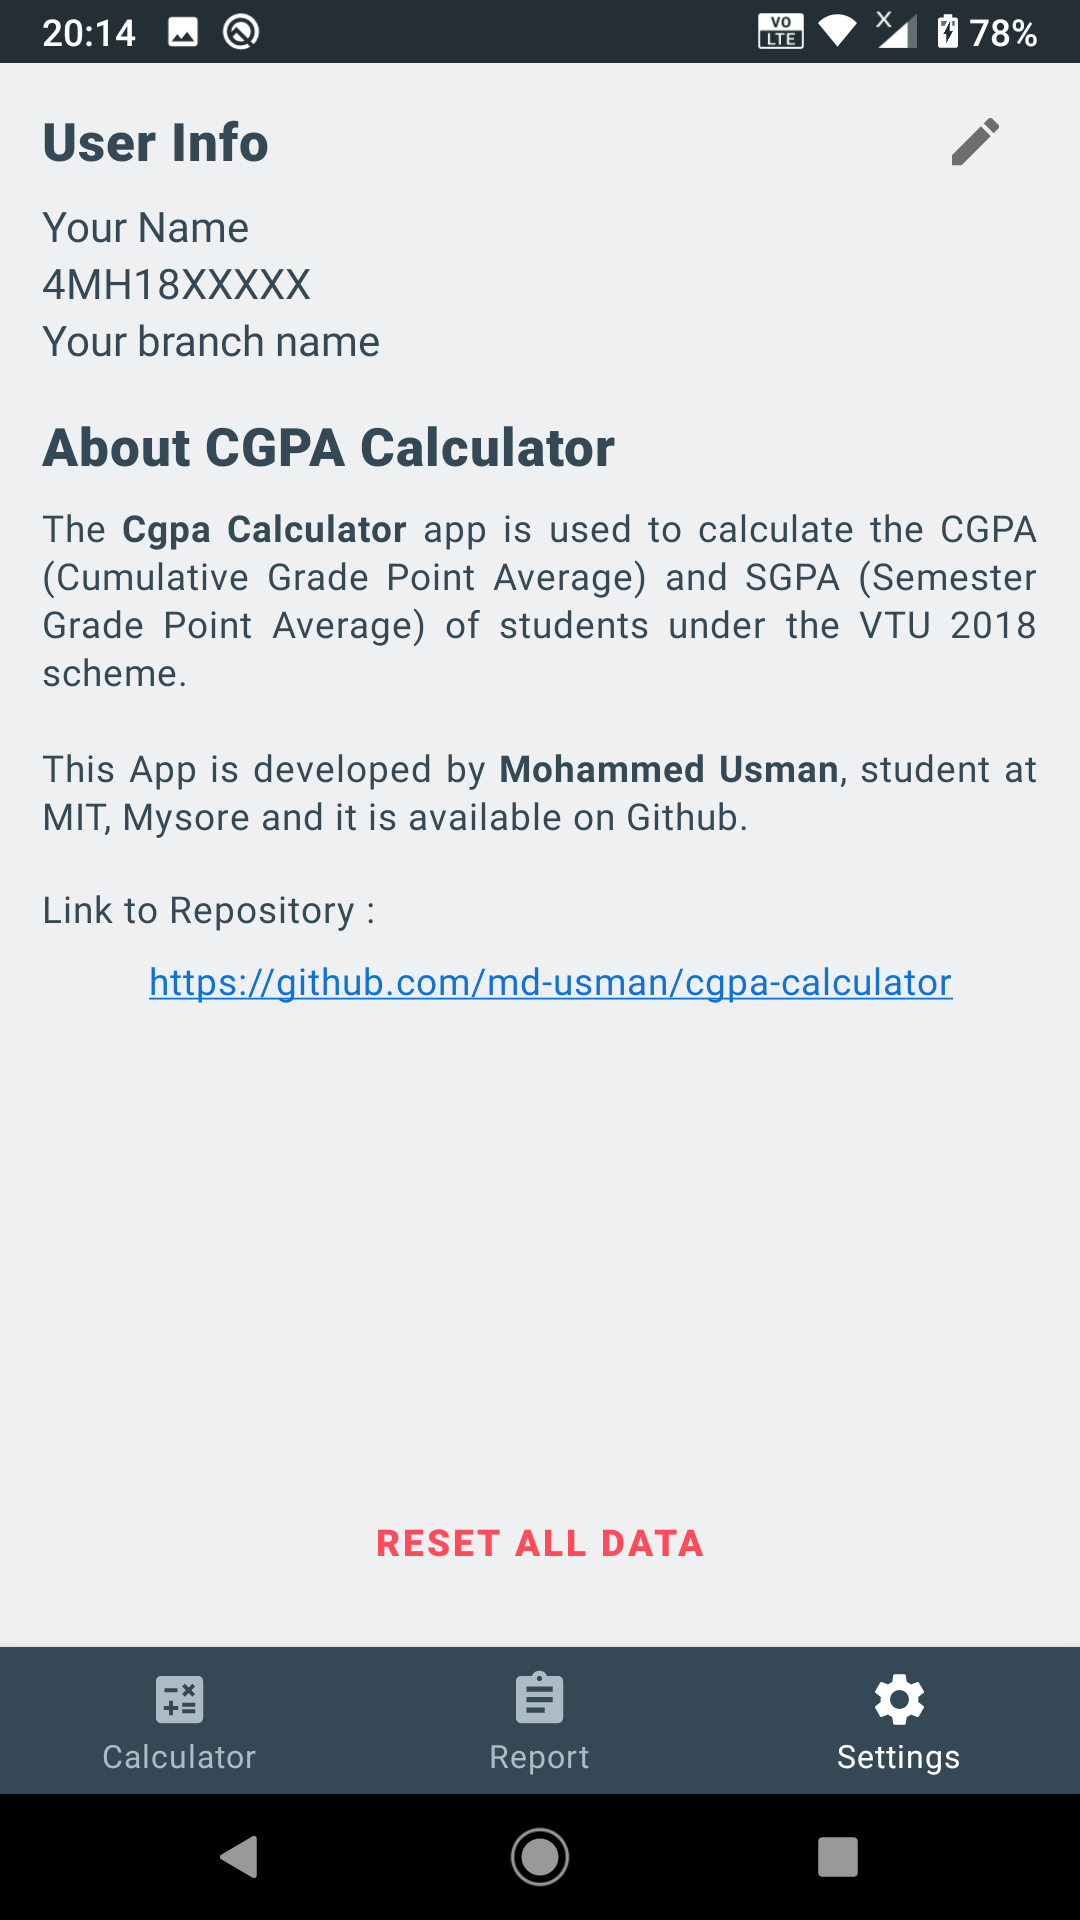 20:14 VO LTE X 78%
User Info
Your Name
4MH18XXXXX
Your branch name
About CGPA Calculator
The Cgpa Calculator app is used to calculate the CGPA
(Cumulative Grade Point Average) and SGPA (Semester
Grade Point Average) of students under the VTU 2018
scheme.
This App is developed by Mohammed Usman, student at
MIT, Mysore and it is available on Github.
Link to Repository :
https://github.com/md-usman/cgpa-calculator
RESET ALL DATA
Calculator Report Settings